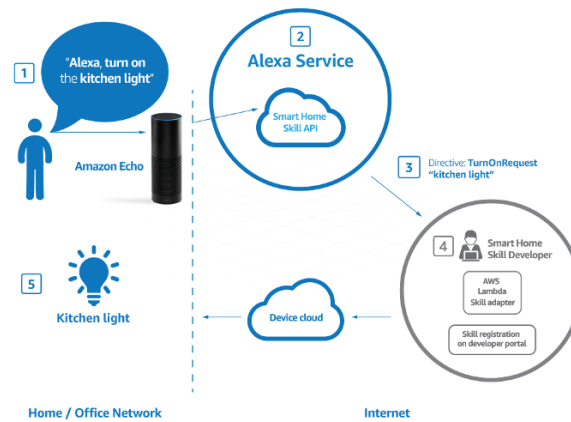 1
“Alexa, turn on
the kitchen light”
Amazon Echo
2
Alexa Service
Smart Home
Skill API
3
Directive: TurnOnRequest
“kitchen light”
4
Smart Home
Skill Developer
AWS
Lambda
Skill adapter
Skill registration
on developer portal
Device cloud
5
Kitchen light
Home / Office Network
Internet